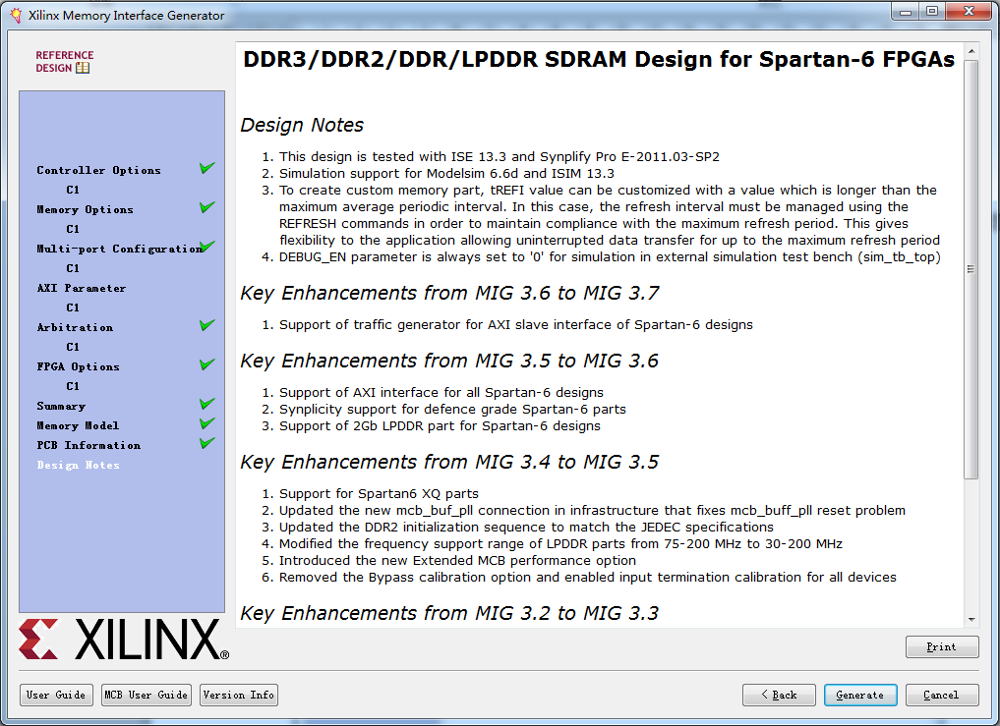 Xilinx Memory Interface Generator
REFERENCE
DESIGN
Controller Options
C1
Memory Options
C1
Multi-port Configuration
C1
AXI Parameter
C1
Arbitration
C1
FPGA Options
C1
Summary
Memory Model
PCB Information
Design Notes
XILINX®
DDR3/DDR2/DDR/LPDDR SDRAM Design for Spartan-6 FPGAs
Design Notes
1. This design is tested with ISE 13.3 and Synplify Pro E-2011.03-SP2
2. Simulation support for Modelsim 6.6d and ISIM 13.3
3. To create custom memory part, tREFI value can be customized with a value which is longer than the
maximum average periodic interval. In this case, the refresh interval must be managed using the
REFRESH commands in order to maintain compliance with the maximum refresh period. This gives
flexibility to the application allowing uninterrupted data transfer for up to the maximum refresh period
4. DEBUG_EN parameter is always set to '0' for simulation in external simulation test bench (sim_tb_top)
Key Enhancements from MIG 3.6 to MIG 3.7
1. Support of traffic generator for AXI slave interface of Spartan-6 designs
Key Enhancements from MIG 3.5 to MIG 3.6
1. Support of AXI interface for all Spartan-6 designs
2. Synplicity support for defence grade Spartan-6 parts
3. Support of 2Gb LPDDR part for Spartan-6 designs
Key Enhancements from MIG 3.4 to MIG 3.5
1. Support for Spartan6 XQ parts
2. Updated the new mcb_buf_pll connection in infrastructure that fixes mcb_buff_pll reset problem
3. Updated the DDR2 initialization sequence to match the JEDEC specifications
4. Modified the frequency support range of LPDDR parts from 75-200 MHz to 30-200 MHz
5. Introduced the new Extended MCB performance option
6. Removed the Bypass calibration option and enabled input termination calibration for all devices
Key Enhancements from MIG 3.2 to MIG 3.3
Print
User Guide
MCB User Guide
Version Info
< Back
Generate
Cancel